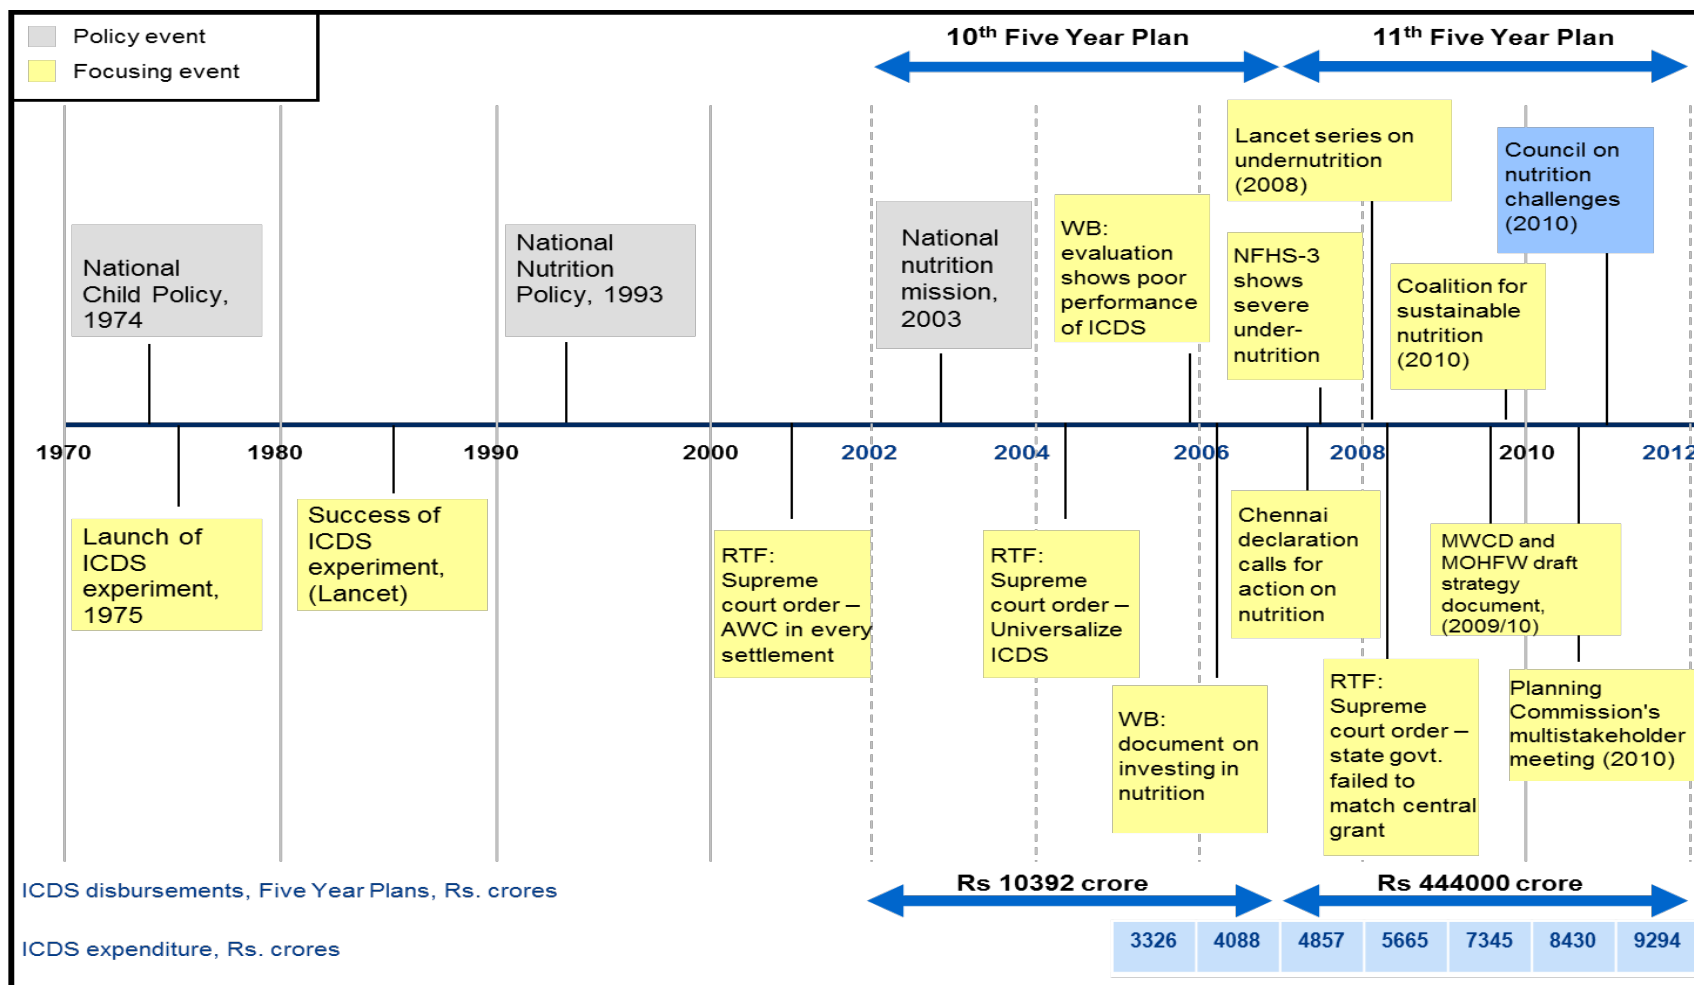 Policy event
Focusing event
10th Five Year Plan
11th Five Year Plan
Lancet series on
undernutrition
(2008)
Council on
nutrition
challenges
(2010)
National
Child Policy,
1974
National
Nutrition
Policy, 1993
National
nutrition
mission,
2003
WB:
evaluation
shows poor
performance
of ICDS
NFHS-3
shows
severe
under-
nutrition
Coalition for
sustainable
nutrition
(2010)
1970 1980 1990 2000 2002 2004 2006 2008 2010 2012
Launch of
ICDS
experiment,
1975
Success of
ICDS
experiment,
(Lancet)
RTF:
Supreme
court order –
AWC in every
settlement
RTF:
Supreme
court order –
Universalize
ICDS
WB:
document on
investing in
nutrition
Chennai
declaration
calls for
action on
nutrition
RTF:
Supreme
court order –
state govt.
failed to
match central
grant
MWCD and
MOHFW draft
strategy
document,
(2009/10)
Planning
Commission's
multistakeholder
meeting (2010)
ICDS disbursements, Five Year Plans, Rs. crores
Rs 10392 crore
Rs 444000 crore
ICDS expenditure, Rs. crores
3326 4088 4857 5665 7345 8430 9294